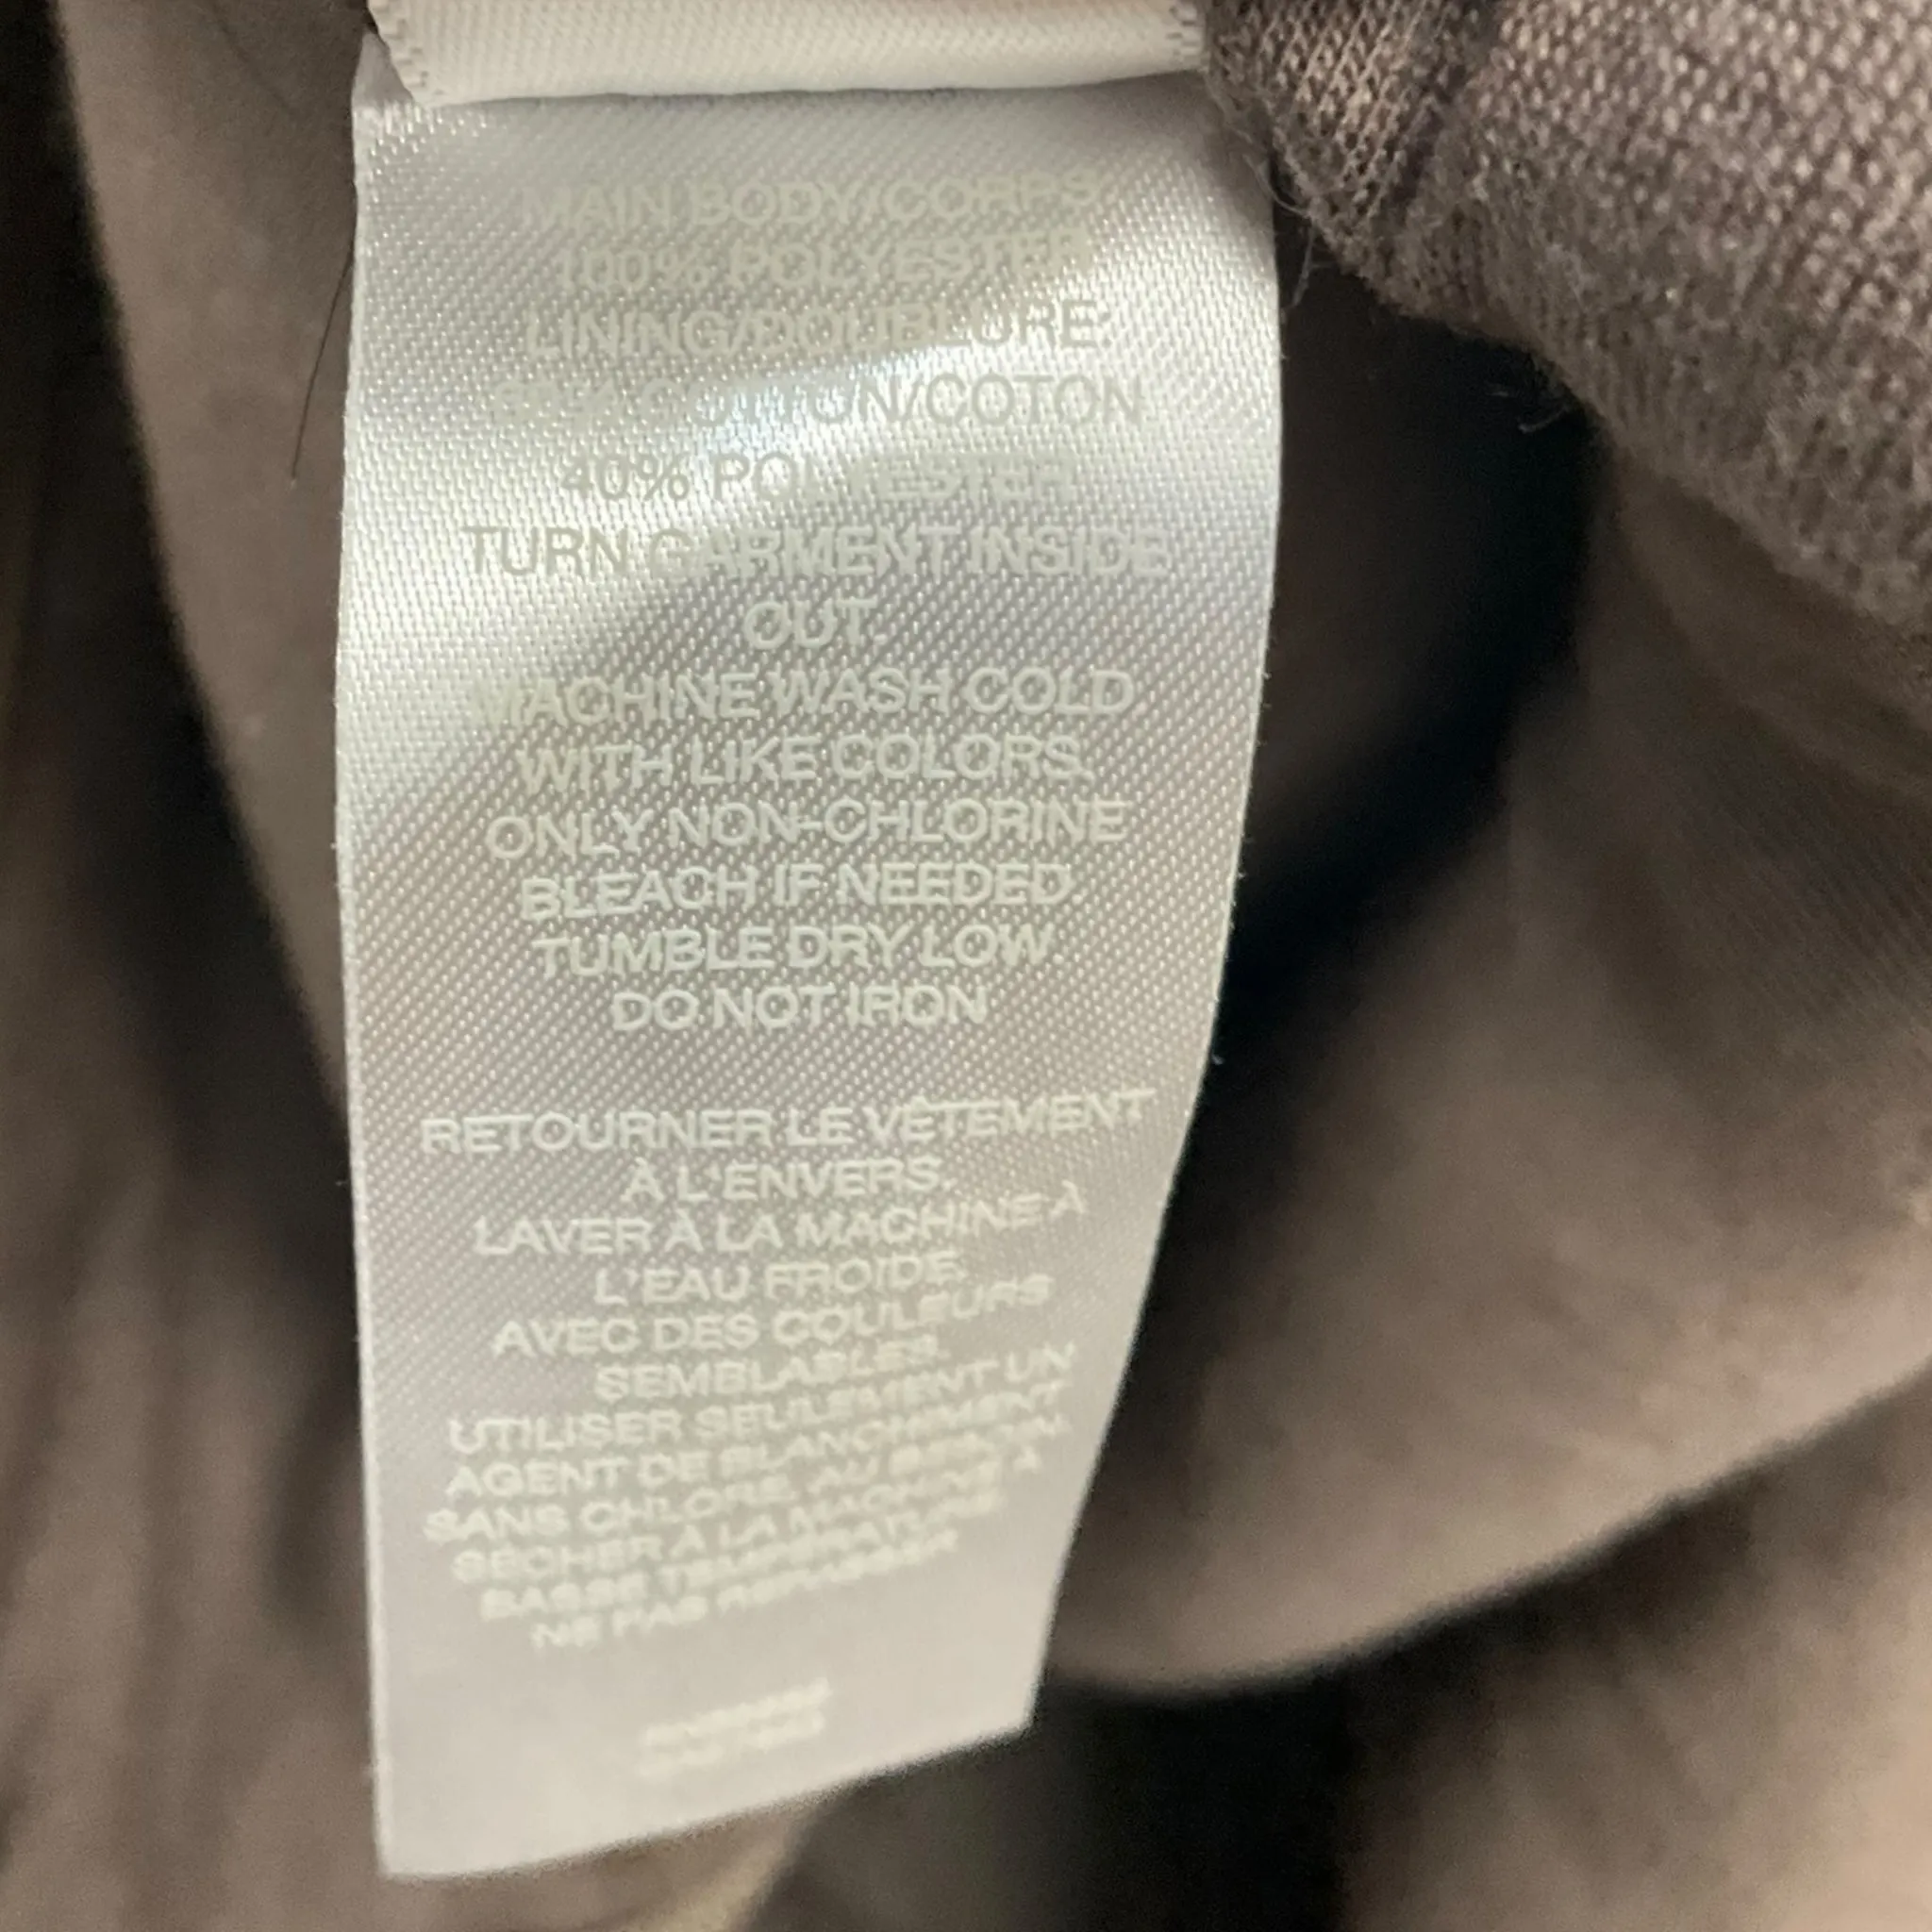 MAIN BODY/CORPS
100% POLYESTER
LINING/DOUBLURE:
60% COTTON/COTON
40% POLYESTER
TURN GARMENT INSIDE
OUT.
MACHINE WASH COLD
WITH LIKE COLORS.
ONLY NON-CHLORINE
BLEACH IF NEEDED.
TUMBLE DRY LOW.
DO NOT IRON
RETOURNER LE VÊTEMENT
À L'ENVERS.
LAVER À LA MACHINE À
L'EAU FROIDE
AVEC DES COULEURS
SEMBLABLES.
UTILISER SEULEMENT UN
AGENT DE BLANCHIMENT
SANS CHLORE, AU BESOIN.
SÉCHER À LA MACHINE À
BASSE TEMPÉRATURE.
NE PAS REPASSER